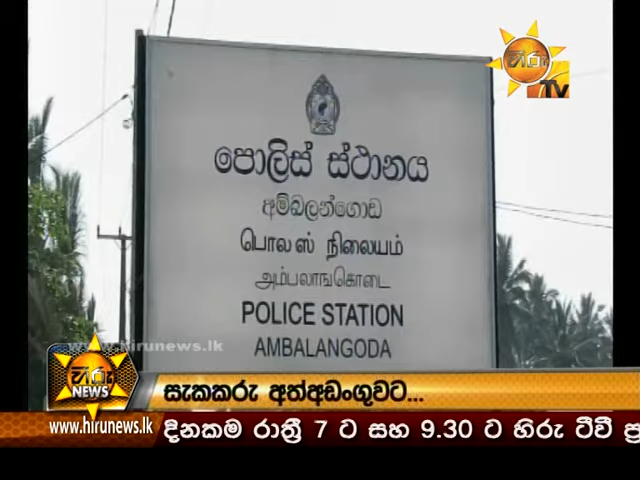 හිරු
TV
පොලිස් ස්ථානය
අම්බලන්ගොඩ
பொலஸ் நிலையம்
அம்பலாங்கொடை
POLICE STATION
AMBALANGODA
www.hirunews.lk
හිරු
NEWS
සැකකරු අත්අඩංගුවට...
www.hirunews.lk
දිනකම රාත්‍රී 7 ට සහ 9.30 ට හිරු ටීවී ප්‍ර